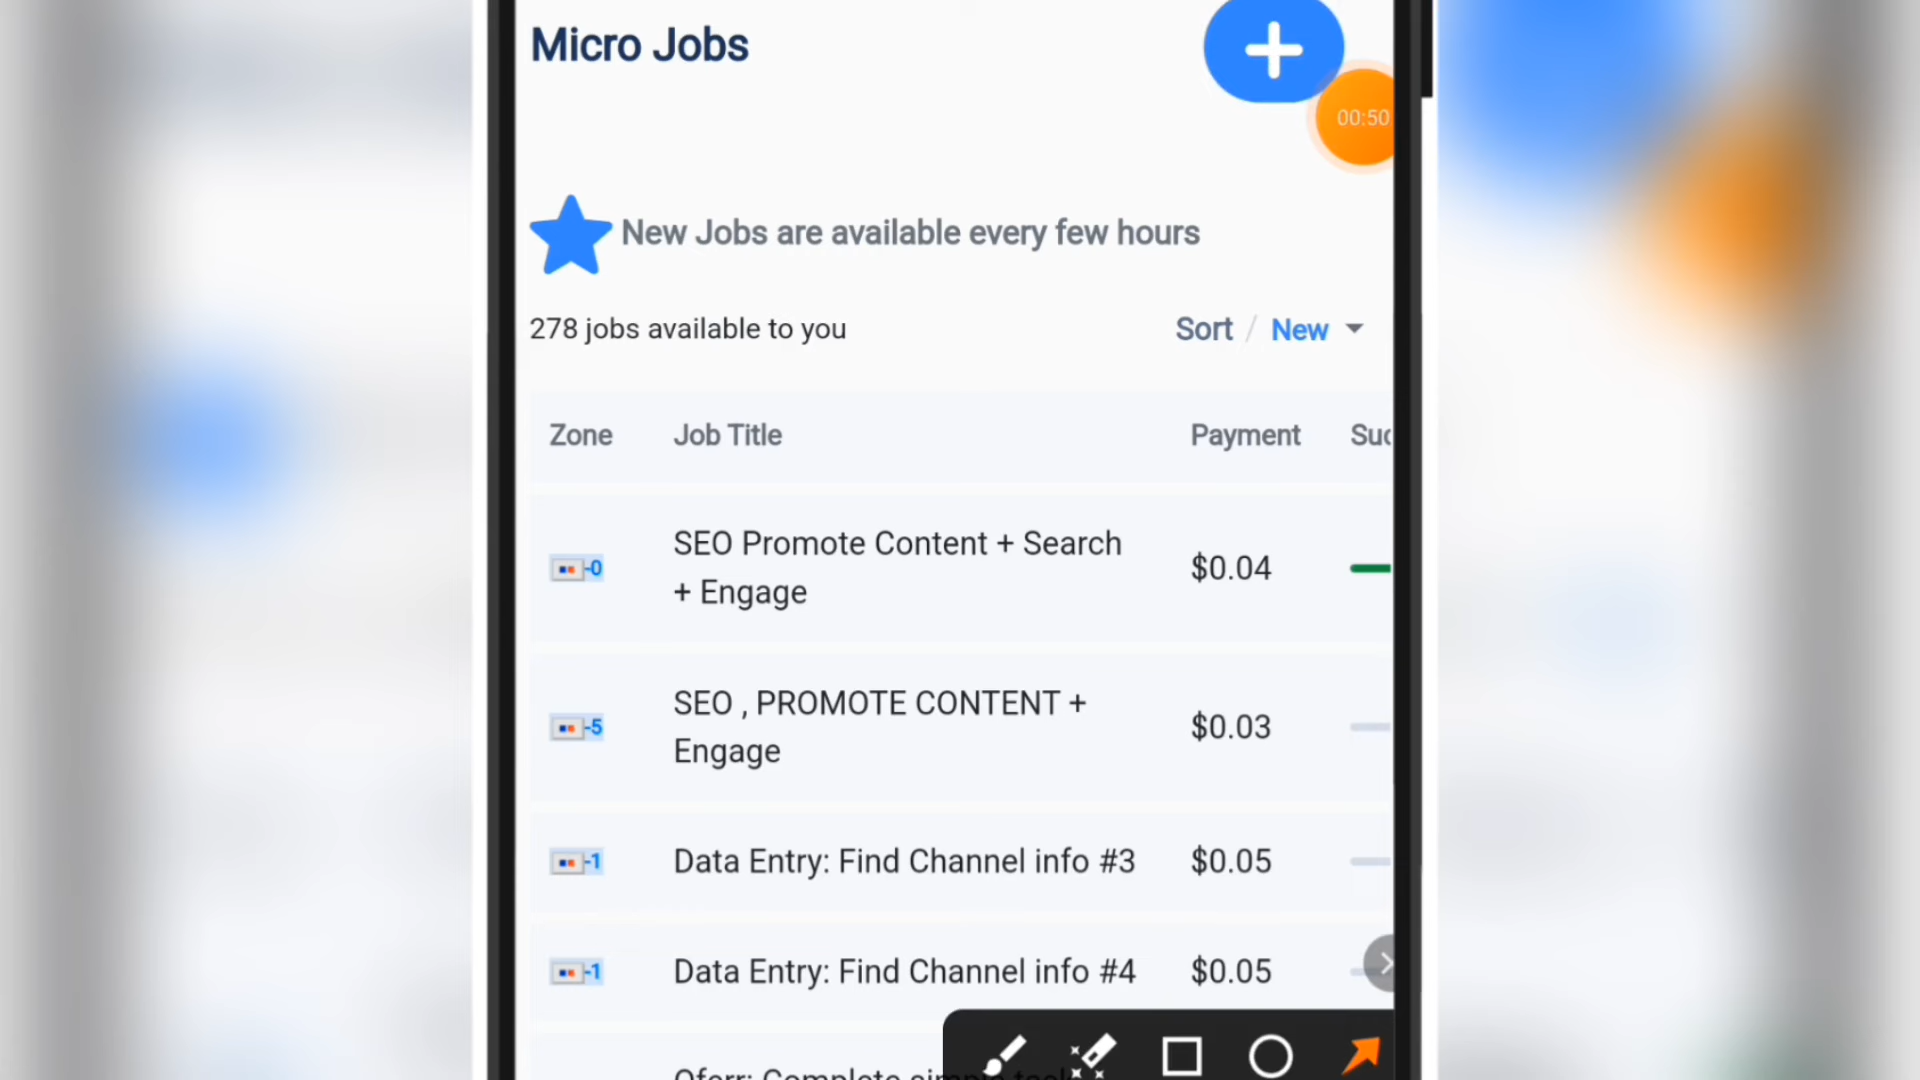 Micro Jobs
00:50
New Jobs are available every few hours
278 jobs available to you
Sort / New
Zone Job Title Payment
-0 SEO Promote Content + Search $0.04
+ Engage
-5 SEO , PROMOTE CONTENT + $0.03
Engage
-1 Data Entry: Find Channel info #3 $0.05
-1 Data Entry: Find Channel info #4 $0.05
Complete